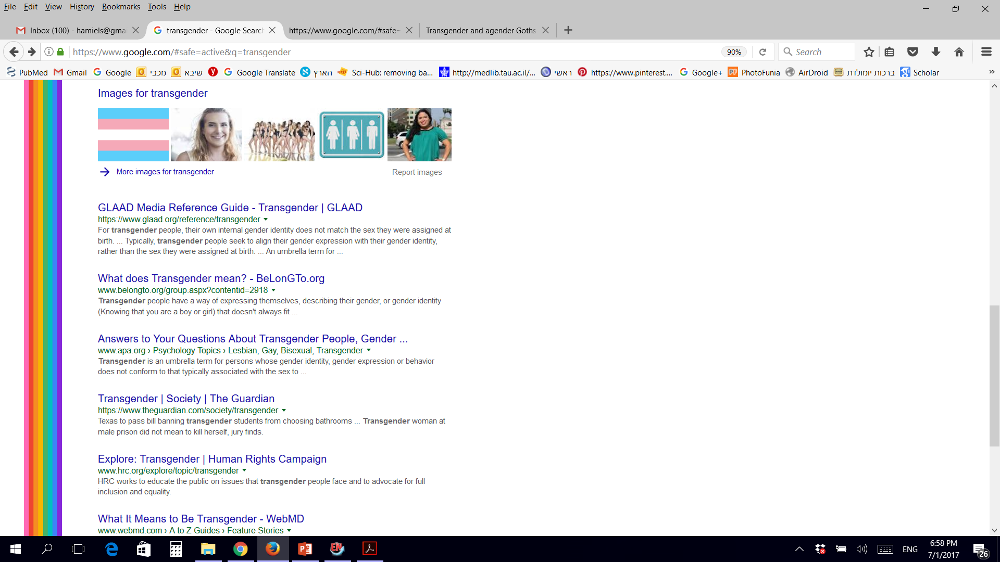 File Edit View History Bookmarks Tools Help
Inbox (100) - hamiels@gmai
transgender - Google Search
https://www.google.com/#safe=
Transgender and agender Goths
https://www.google.com/#safe=active&q=transgender
90%
Search
PubMed Gmail Google מכבי שיבא Google Translate הארץ Sci-Hub: removing ba... http://medlib.tau.ac.il/... ראשי https://www.pinterest.... Google+ PhotoFunia AirDroid ברכות יומולדת Scholar »
Images for transgender
More images for transgender
Report images
GLAAD Media Reference Guide - Transgender | GLAAD
https://www.glaad.org/reference/transgender
For transgender people, their own internal gender identity does not match the sex they were assigned at
birth. ... Typically, transgender people seek to align their gender expression with their gender identity,
rather than the sex they were assigned at birth. ... An umbrella term for ...
What does Transgender mean? - BeLonGTo.org
www.belongto.org/group.aspx?contentid=2918
Transgender people have a way of expressing themselves, describing their gender, or gender identity
(Knowing that you are a boy or girl) that doesn't always fit ...
Answers to Your Questions About Transgender People, Gender ...
www.apa.org › Psychology Topics › Lesbian, Gay, Bisexual, Transgender
Transgender is an umbrella term for persons whose gender identity, gender expression or behavior
does not conform to that typically associated with the sex to ...
Transgender | Society | The Guardian
https://www.theguardian.com/society/transgender
Texas to pass bill banning transgender students from choosing bathrooms ... Transgender woman at
male prison did not mean to kill herself, jury finds.
Explore: Transgender | Human Rights Campaign
www.hrc.org/explore/topic/transgender
HRC works to educate the public on issues that transgender people face and to advocate for full
inclusion and equality.
What It Means to Be Transgender - WebMD
www.webmd.com › A to Z Guides › Feature Stories
ENG
6:58 PM
7/1/2017
26